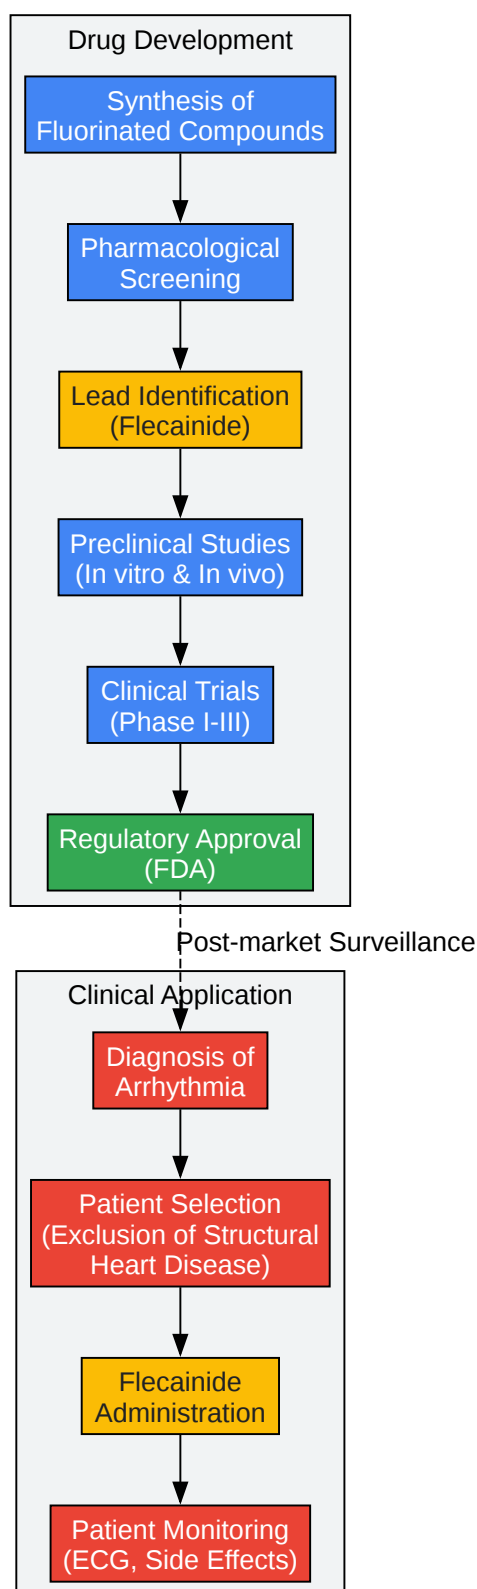 Drug Development
Synthesis of
Fluorinated Compounds
Pharmacological
Screening
Lead Identification
(Flecainide)
Preclinical Studies
(In vitro & In vivo)
Clinical Trials
(Phase I-III)
Regulatory Approval
(FDA)
Post-market Surveillance
Clinical Application
Diagnosis of
Arrhythmia
Patient Selection
(Exclusion of Structural
Heart Disease)
Flecainide
Administration
Patient Monitoring
(ECG, Side Effects)